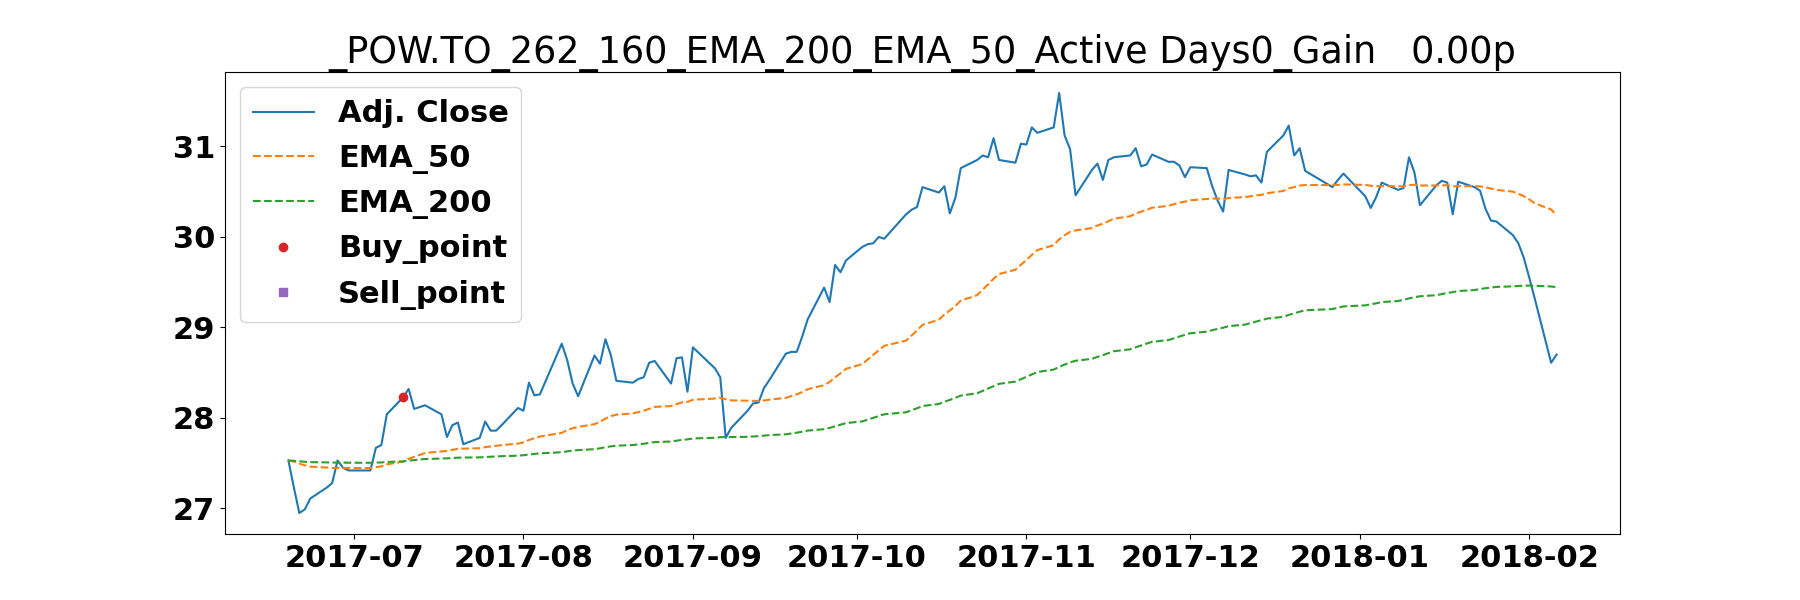 _POW.TO_262_160_EMA_200_EMA_50_Active Days0_Gain   0.00p
Adj. Close
EMA_50
EMA_200
Buy_point
Sell_point
31
30
29
28
27
2017-07 2017-08 2017-09 2017-10 2017-11 2017-12 2018-01 2018-02